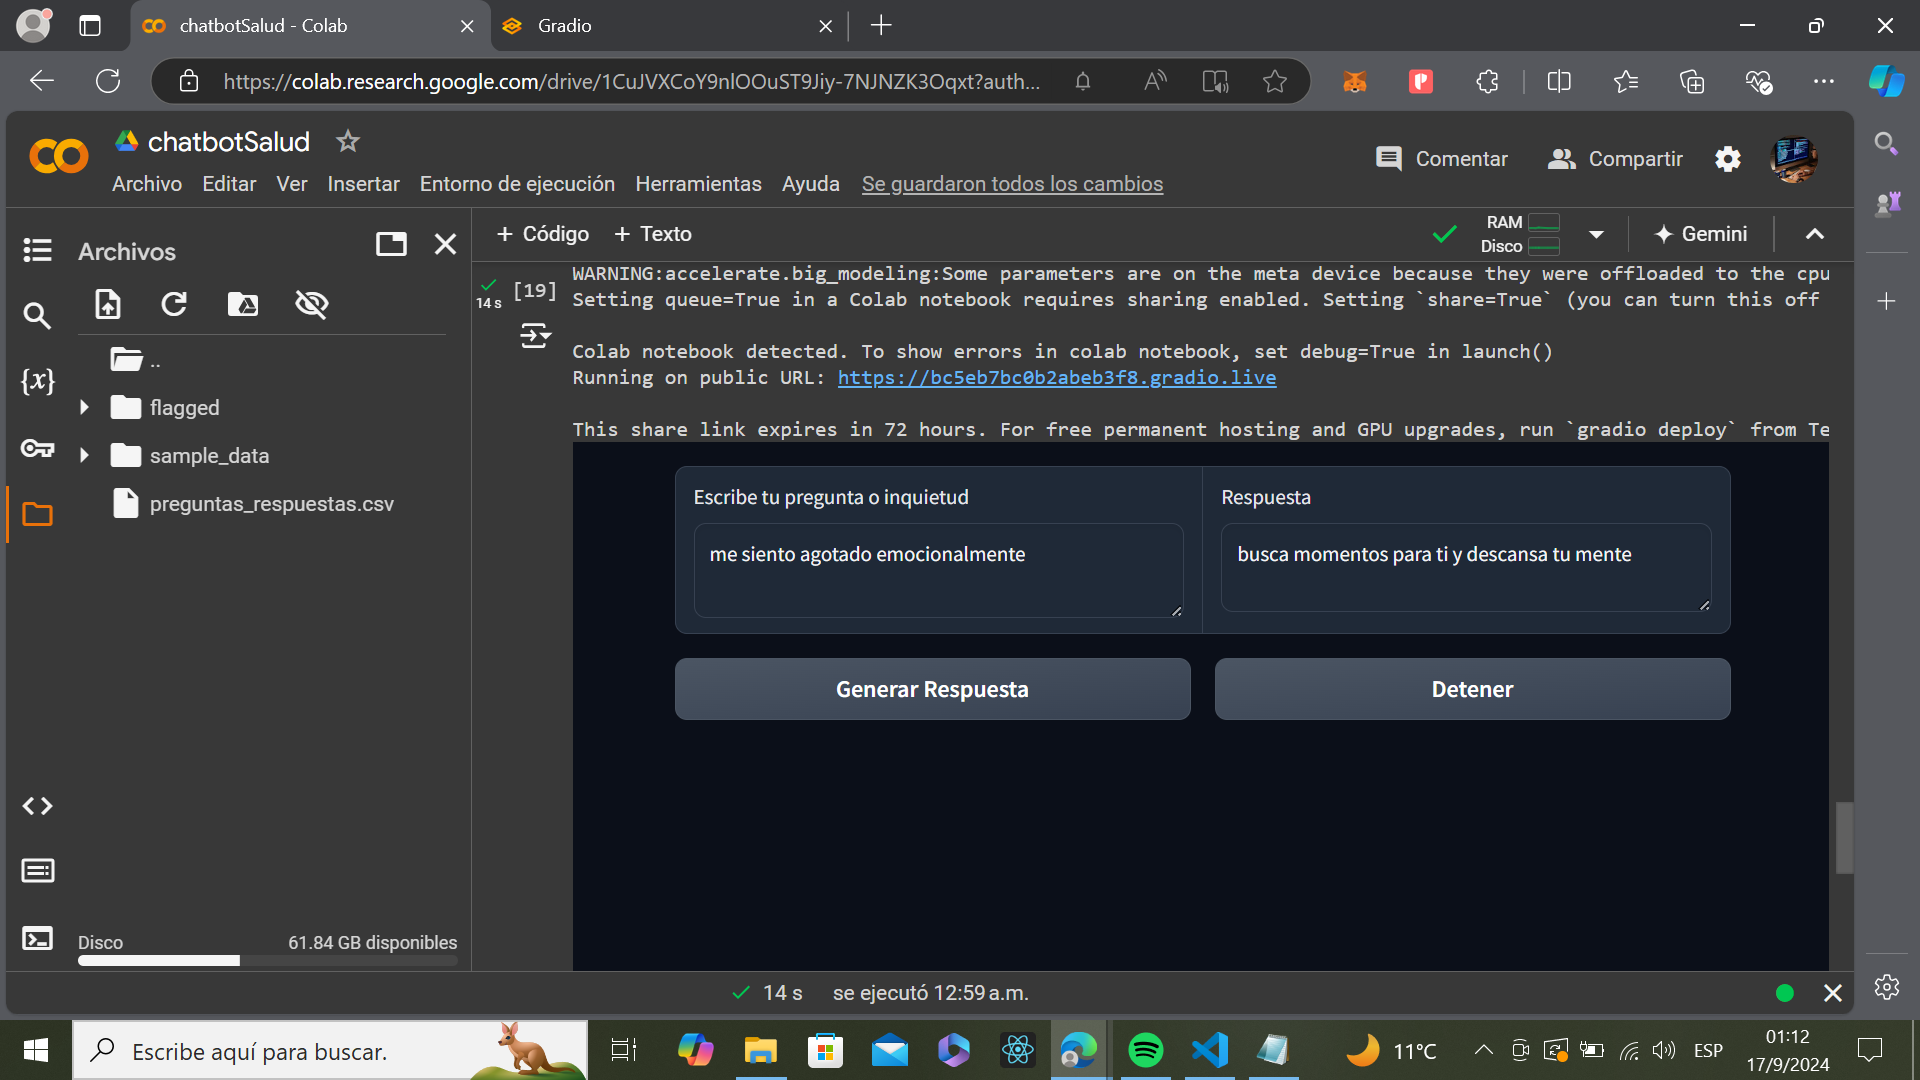 chatbotSalud - Colab
Gradio
https://colab.research.google.com/drive/1CuJVXCoY9nlOOuST9Jiy-7NJNZK3Oqxt?auth...
chatbotSalud
Comentar
Compartir
Archivo Editar Ver Insertar Entorno de ejecución Herramientas Ayuda Se guardaron todos los cambios
Archivos
+ Código + Texto
RAM
Disco
Gemini
..
flagged
sample_data
preguntas_respuestas.csv
Disco 61.84 GB disponibles
14 s
[19]
WARNING:accelerate.big_modeling:Some parameters are on the meta device because they were offloaded to the cpu
Setting queue=True in a Colab notebook requires sharing enabled. Setting `share=True` (you can turn this off
Colab notebook detected. To show errors in colab notebook, set debug=True in launch()
Running on public URL: https://bc5eb7bc0b2abeb3f8.gradio.live
This share link expires in 72 hours. For free permanent hosting and GPU upgrades, run `gradio deploy` from Te
Escribe tu pregunta o inquietud
me siento agotado emocionalmente
Respuesta
busca momentos para ti y descansa tu mente
Generar Respuesta
Detener
14 s se ejecutó 12:59 a.m.
Escribe aquí para buscar.
11°C
ESP
01:12
17/9/2024